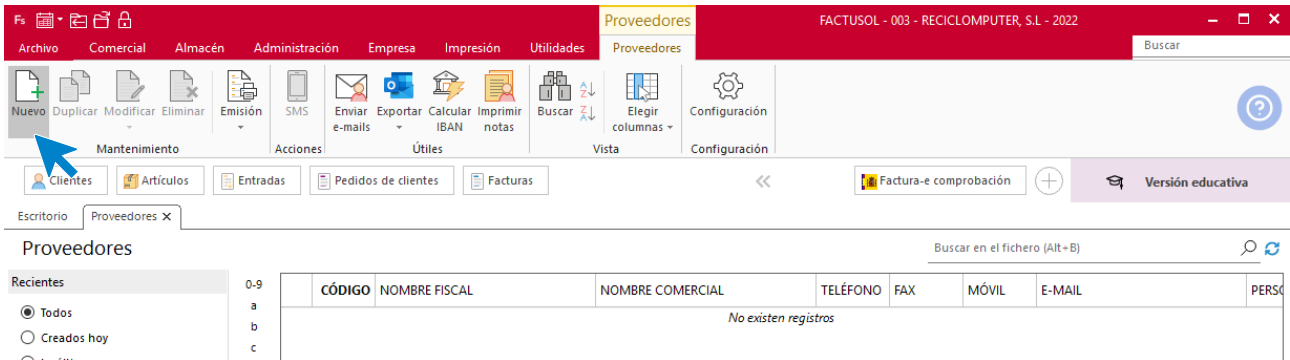 Fs Proveedores FACTUSOL - 003 - RECICLOMPUTER, S.L - 2022
Archivo Comercial Almacén Administración Empresa Impresión Utilidades Proveedores Buscar
Nuevo Duplicar Modificar Eliminar Emisión SMS Enviar e-mails Exportar Calcular IBAN Imprimir notas Buscar Elegir columnas Configuración
Mantenimiento Acciones Útiles Vista Configuración
Clientes Artículos Entradas Pedidos de clientes Facturas Factura-e comprobación Versión educativa
Escritorio Proveedores
Proveedores Buscar en el fichero (Alt+B)
Recientes 0-9 CÓDIGO NOMBRE FISCAL NOMBRE COMERCIAL TELÉFONO FAX MÓVIL E-MAIL
Todos a No existen registros
b
Creados hoy c